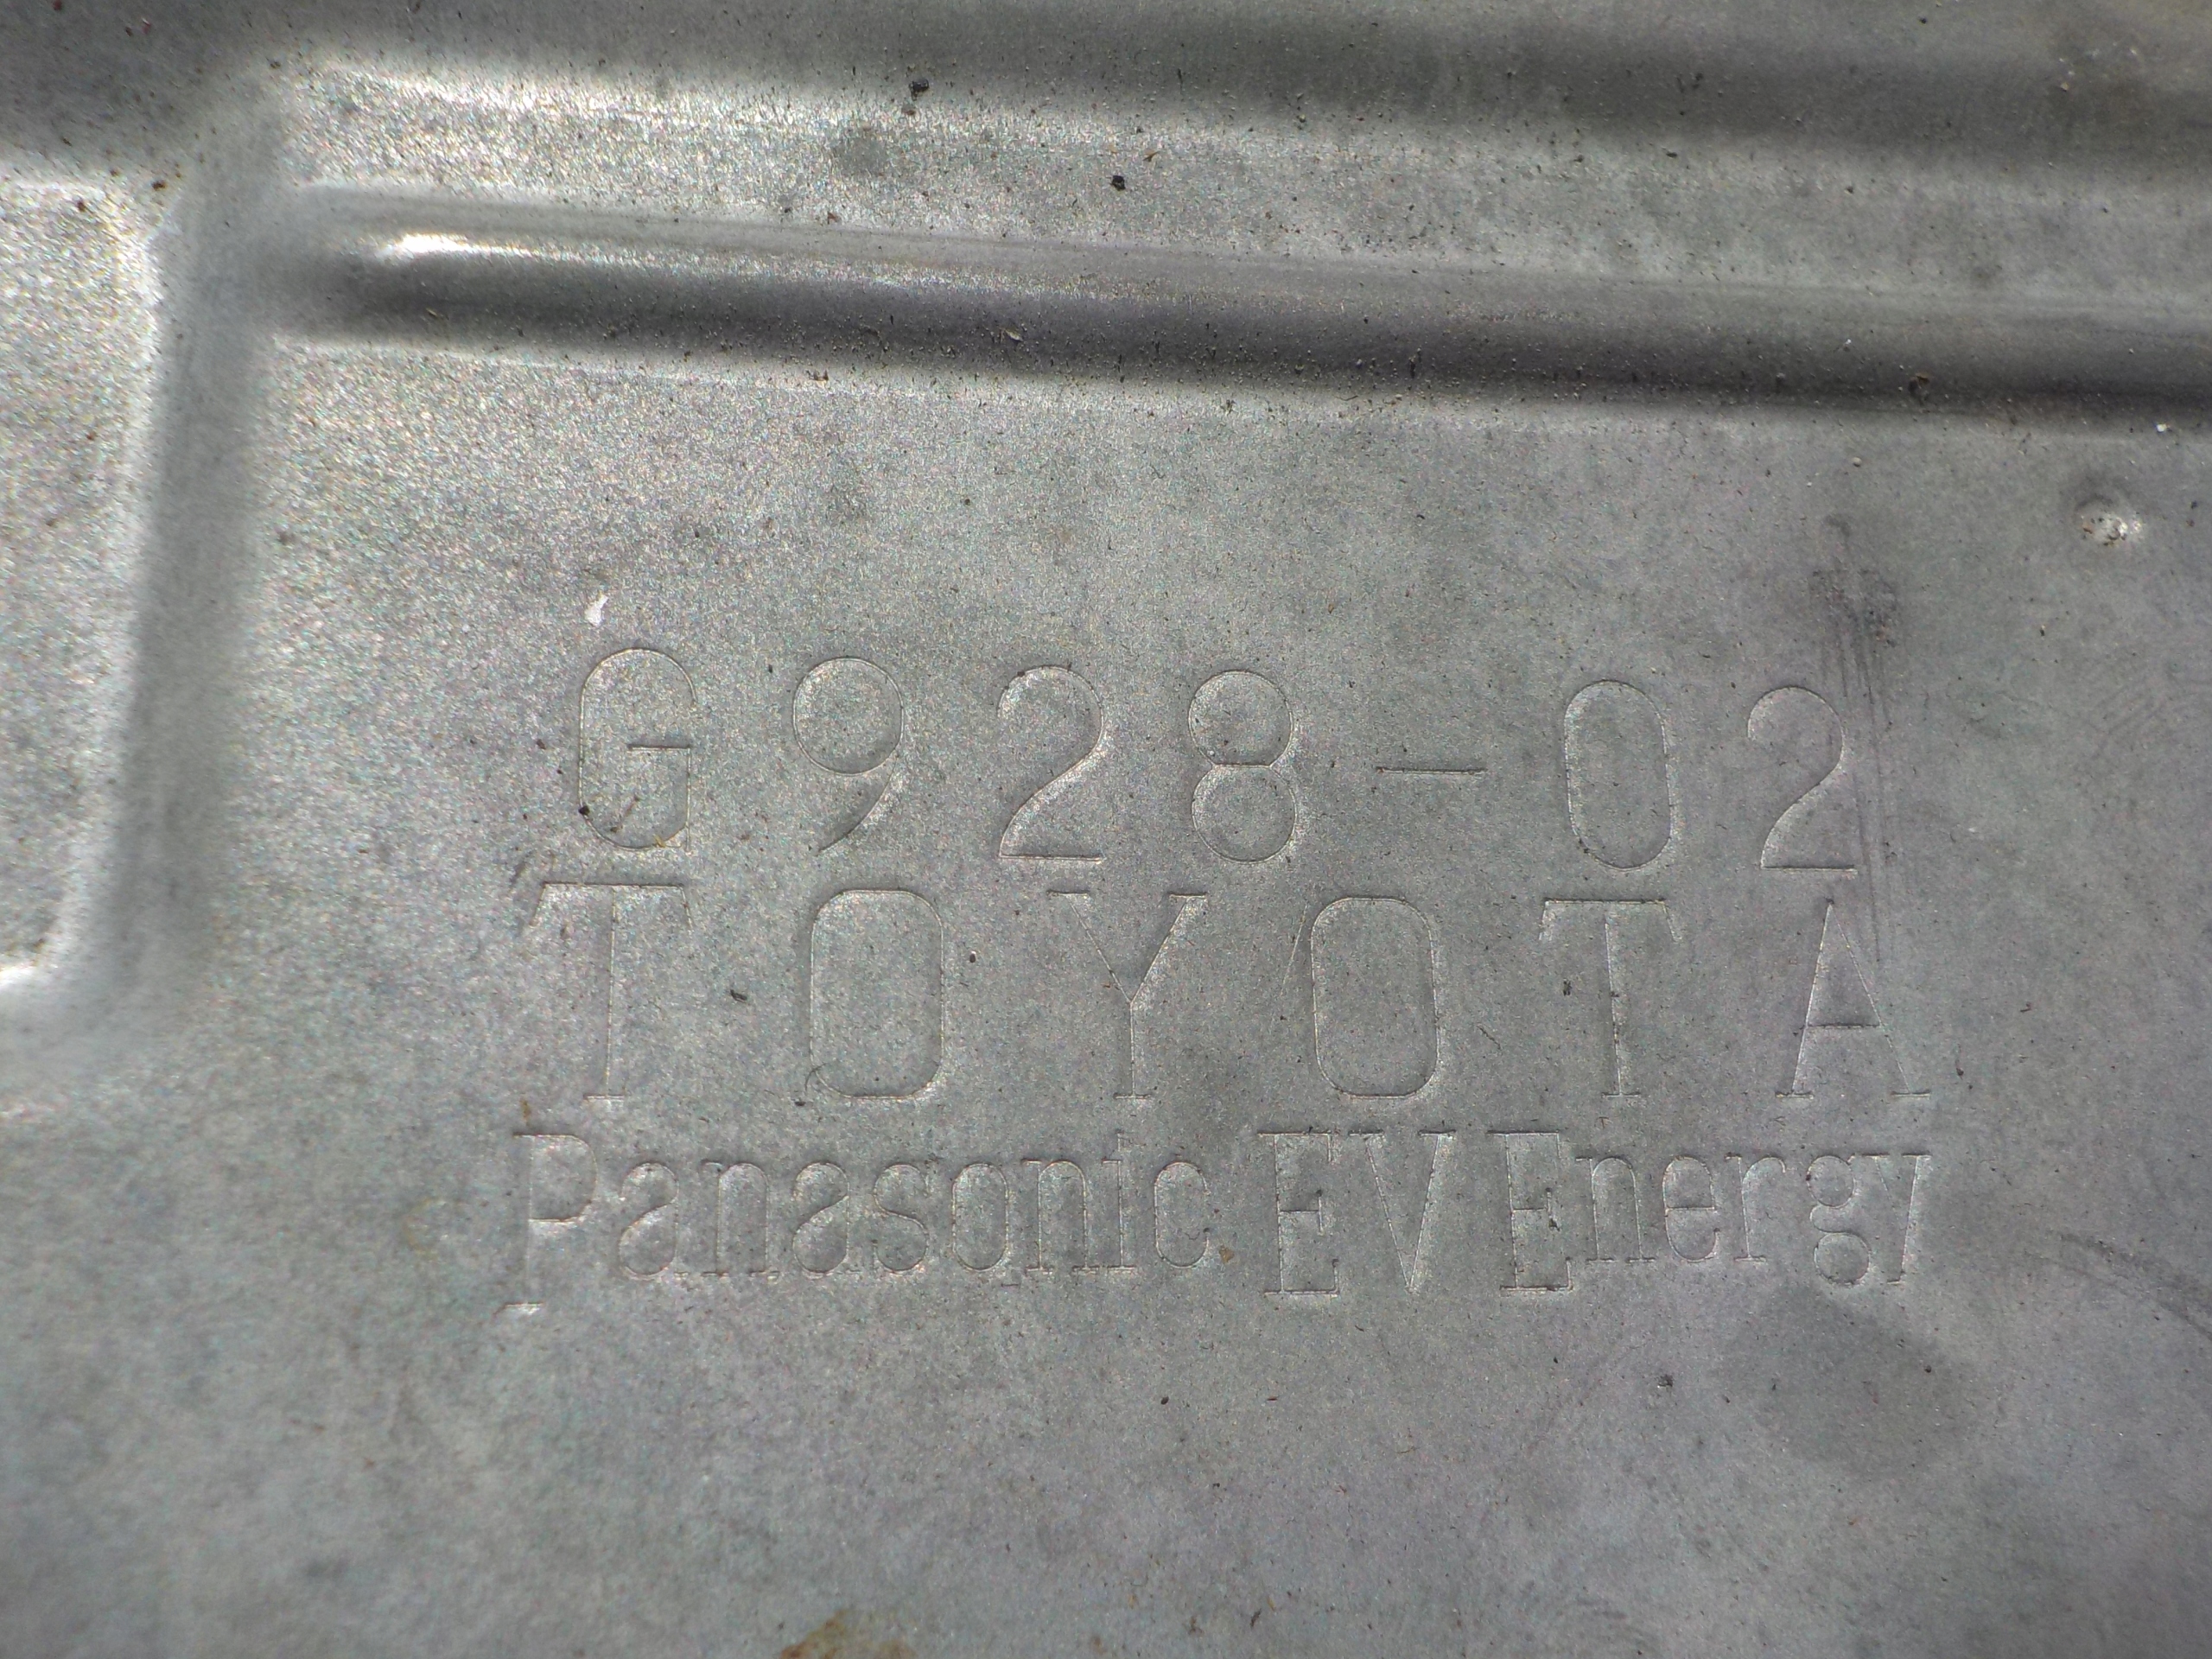 G928-02
TOYOTA
Panasonic EV Energy